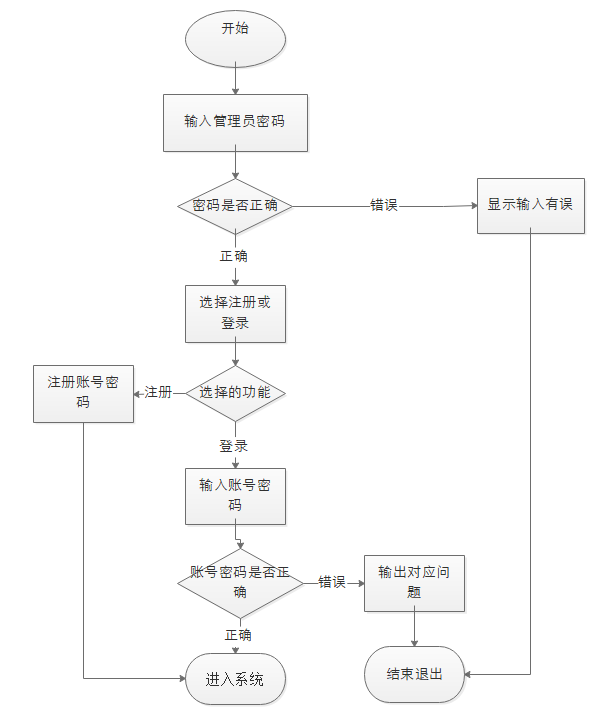 开始
输入管理员密码
密码是否正确
错误
显示输入有误
正确
选择注册或
登录
注册账号密
码
注册
选择的功能
登录
输入账号密
码
账号密码是否正
确
错误
输出对应问
题
正确
进入系统
结束退出